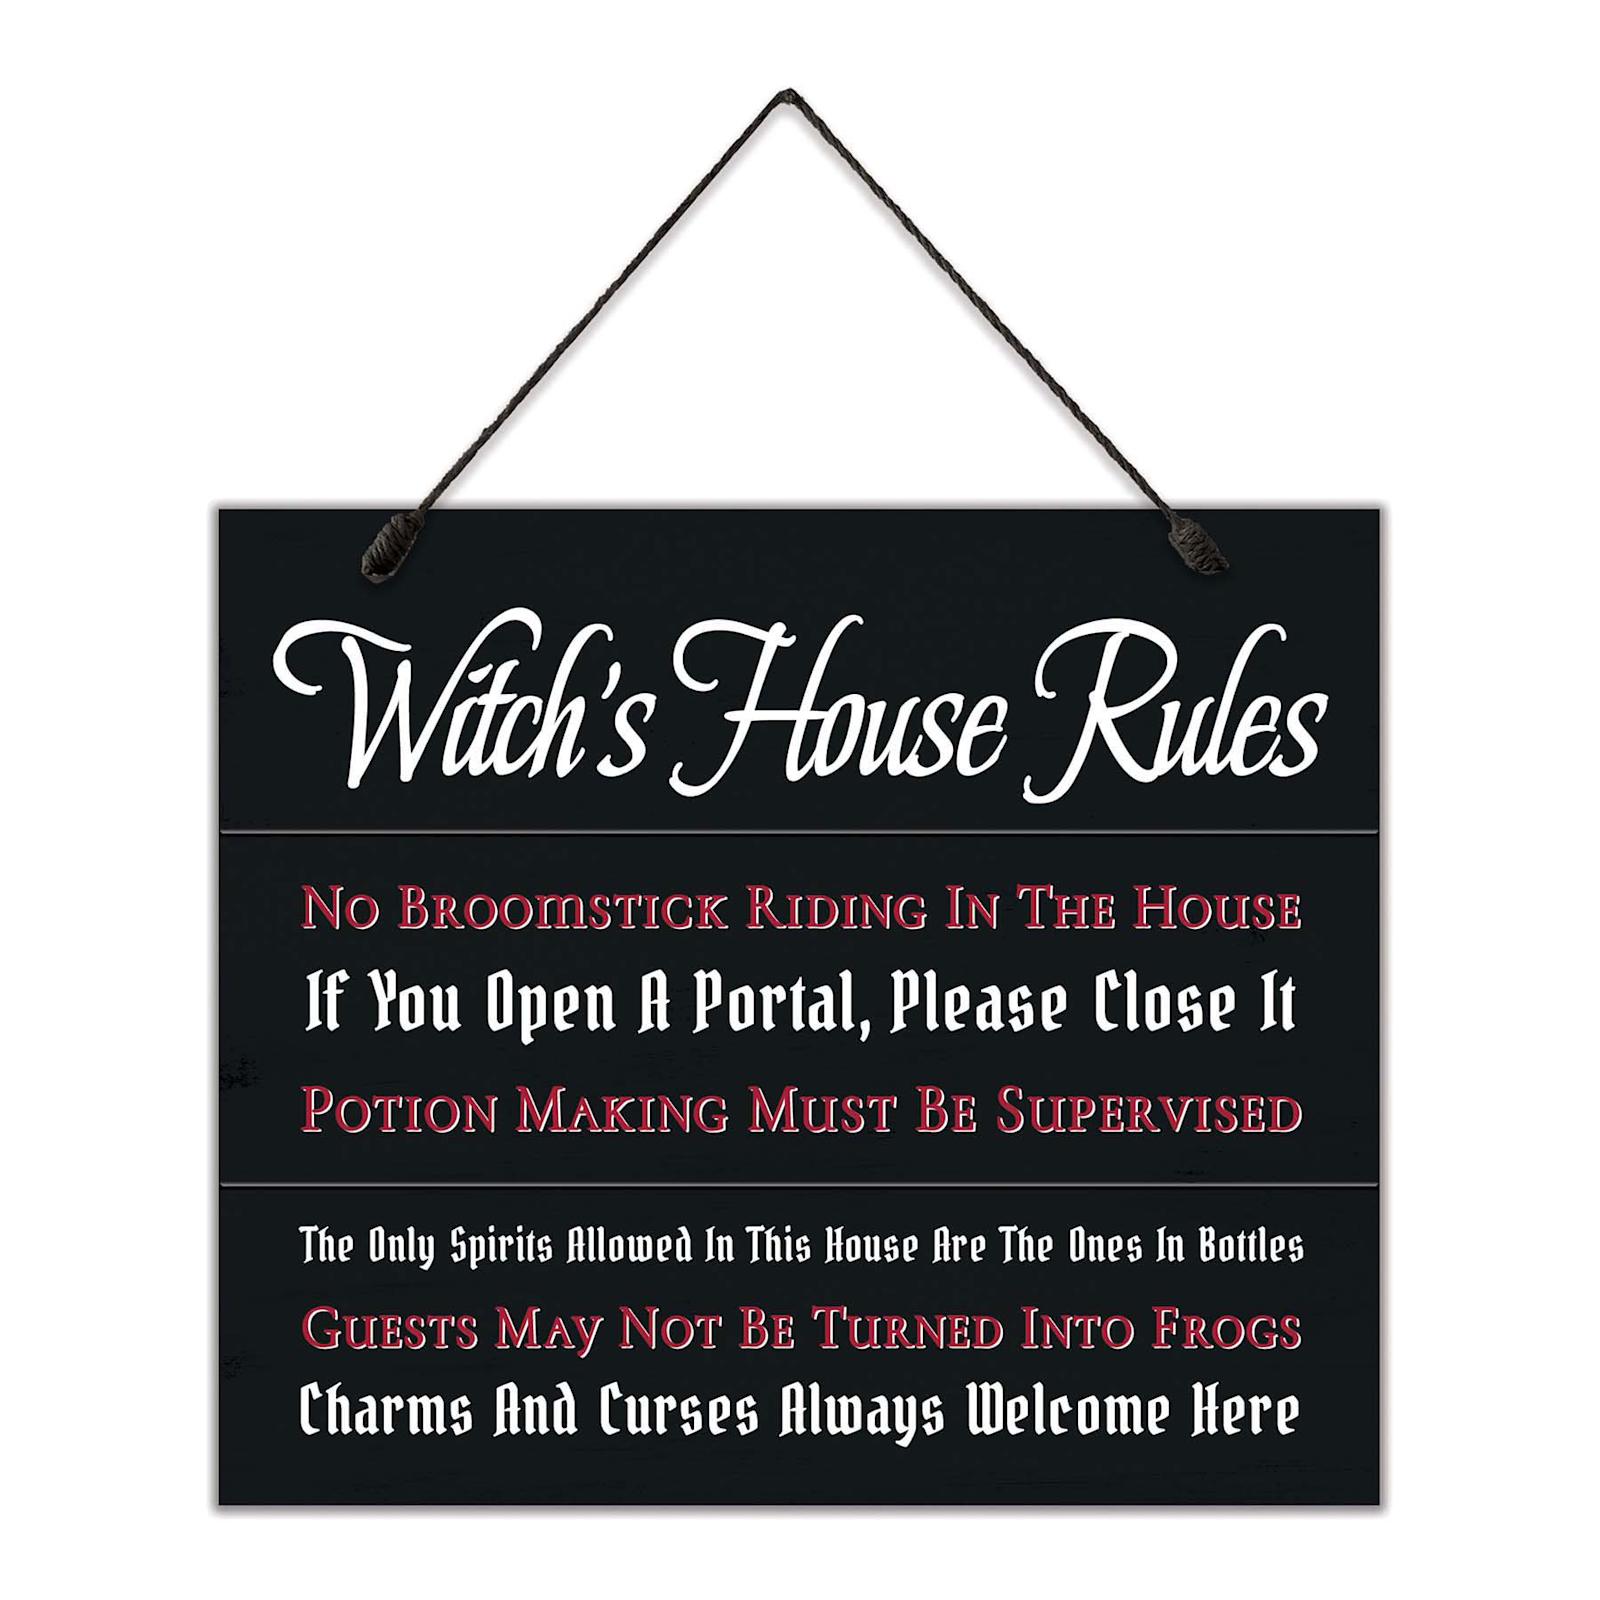 Witch's House Rules
No Broomstick Riding In The House
If You Open A Portal, Please Close It
Potion Making Must Be Supervised
The Only Spirits Allowed In This House Are The Ones In Bottles
Guests May Not Be Turned Into Frogs
Charms And Curses Always Welcome Here